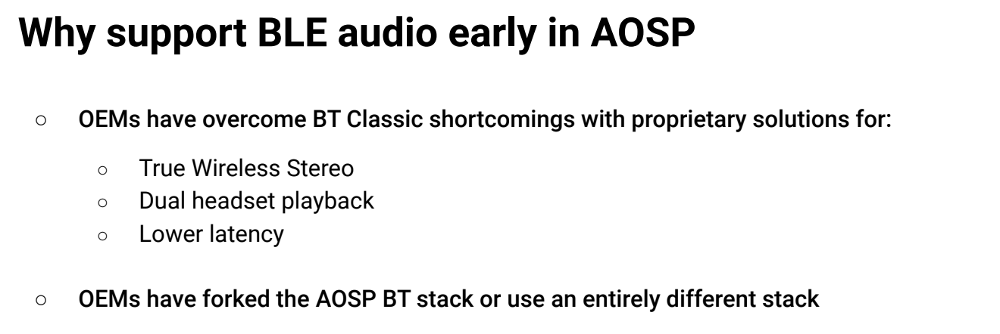 Why support BLE audio early in AOSP
○ OEMs have overcome BT Classic shortcomings with proprietary solutions for:
○ True Wireless Stereo
○ Dual headset playback
○ Lower latency
○ OEMs have forked the AOSP BT stack or use an entirely different stack